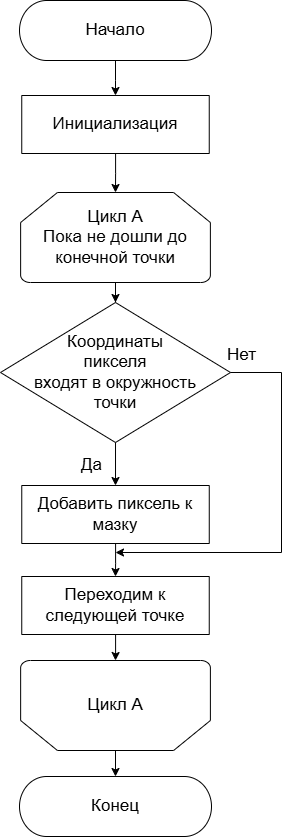 Начало
Инициализация
Цикл А
Пока не дошли до
конечной точки
Координаты
пикселя
входят в окружность
точки
Нет
Да
Добавить пиксель к
мазку
Переходим к
следующей точке
Цикл А
Конец